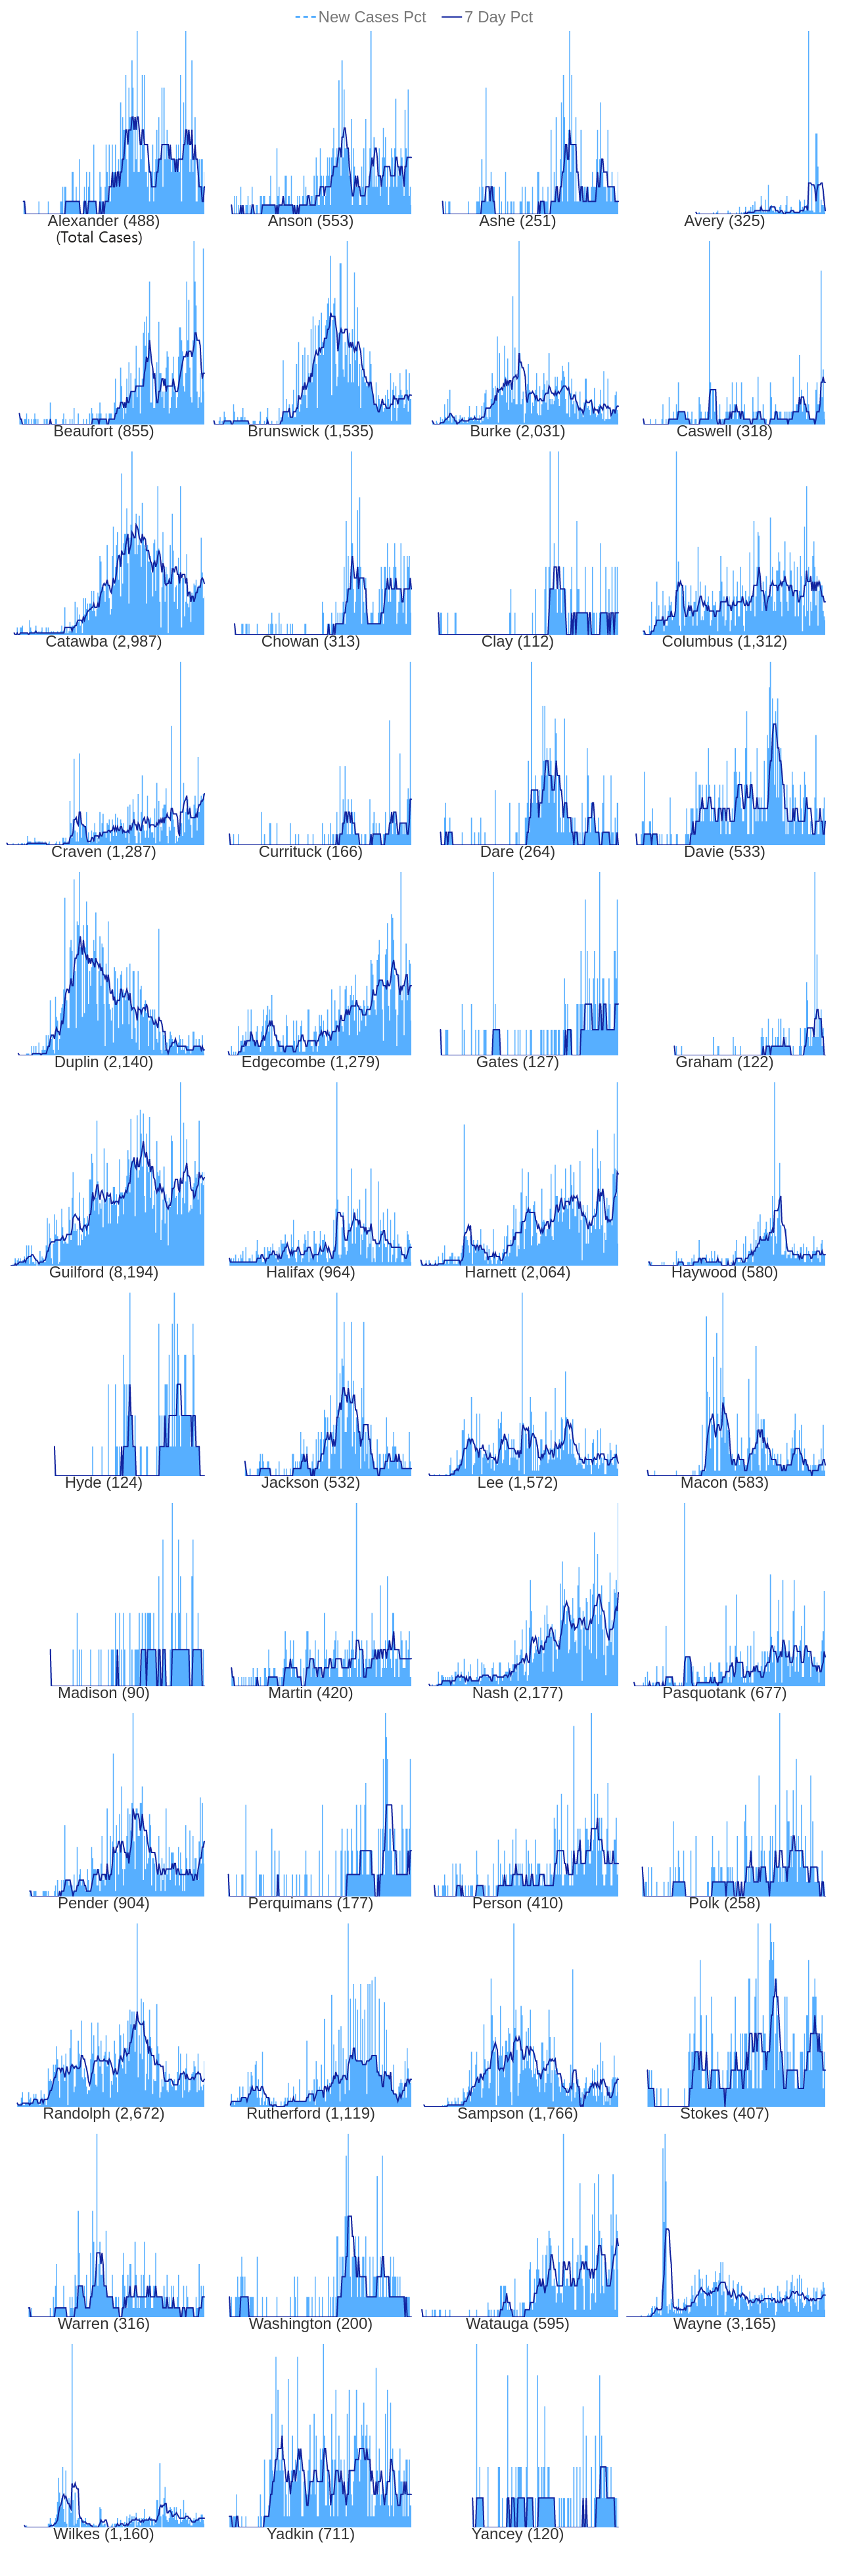 New Cases Pct 7 Day Pct
Alexander (488) Anson (553) Ashe (251) Avery (325)
(Total Cases)
Beaufort (855) Brunswick (1,535) Burke (2,031) Caswell (318)
Catawba (2,987) Chowan (313) Clay (112) Columbus (1,312)
Craven (1,287) Currituck (166) Dare (264) Davie (533)
Duplin (2,140) Edgecombe (1,279) Gates (127) Graham (122)
Guilford (8,194) Halifax (964) Harnett (2,064) Haywood (580)
Hyde (124) Jackson (532) Lee (1,572) Macon (583)
Madison (90) Martin (420) Nash (2,177) Pasquotank (677)
Pender (904) Perquimans (177) Person (410) Polk (258)
Randolph (2,672) Rutherford (1,119) Sampson (1,766) Stokes (407)
Warren (316) Washington (200) Watauga (595) Wayne (3,165)
Wilkes (1,160) Yadkin (711) Yancey (120)